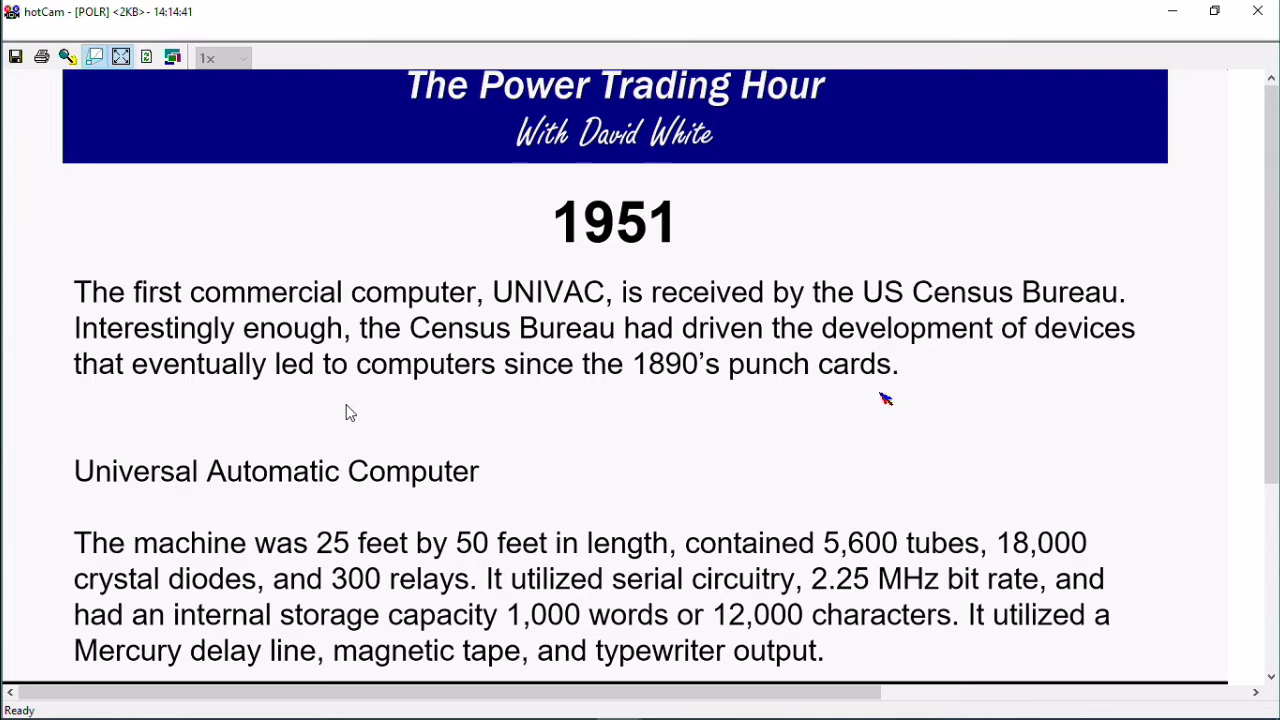 hotCam - [POLR] <2KB> - 14:14:41
1x
The Power Trading Hour
With David White
1951
The first commercial computer, UNIVAC, is received by the US Census Bureau.
Interestingly enough, the Census Bureau had driven the development of devices
that eventually led to computers since the 1890’s punch cards.
Universal Automatic Computer
The machine was 25 feet by 50 feet in length, contained 5,600 tubes, 18,000
crystal diodes, and 300 relays. It utilized serial circuitry, 2.25 MHz bit rate, and
had an internal storage capacity 1,000 words or 12,000 characters. It utilized a
Mercury delay line, magnetic tape, and typewriter output.
Ready